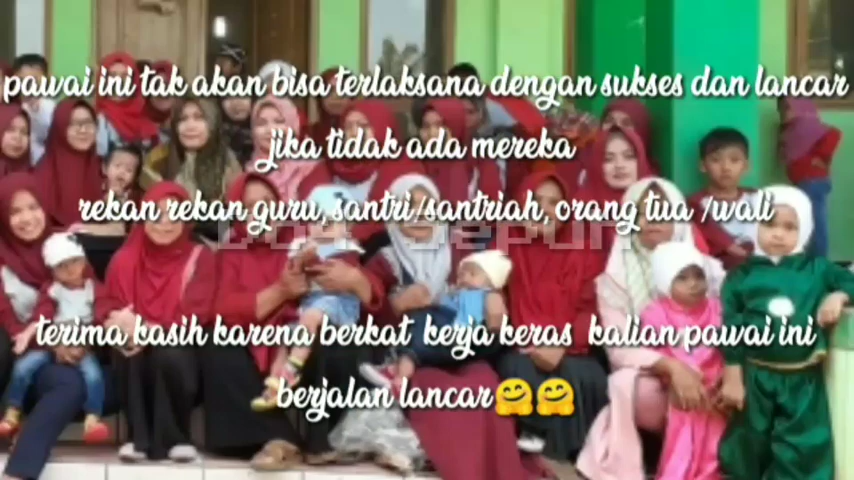 pawai ini tak akan bisa terlaksana dengan sukses dan lancar
jika tidak ada mereka
rekan rekan guru, santri/santriah, orang tua /wali
terima kasih karena berkat kerja keras kalian pawai ini
berjalan lancar🤗🤗